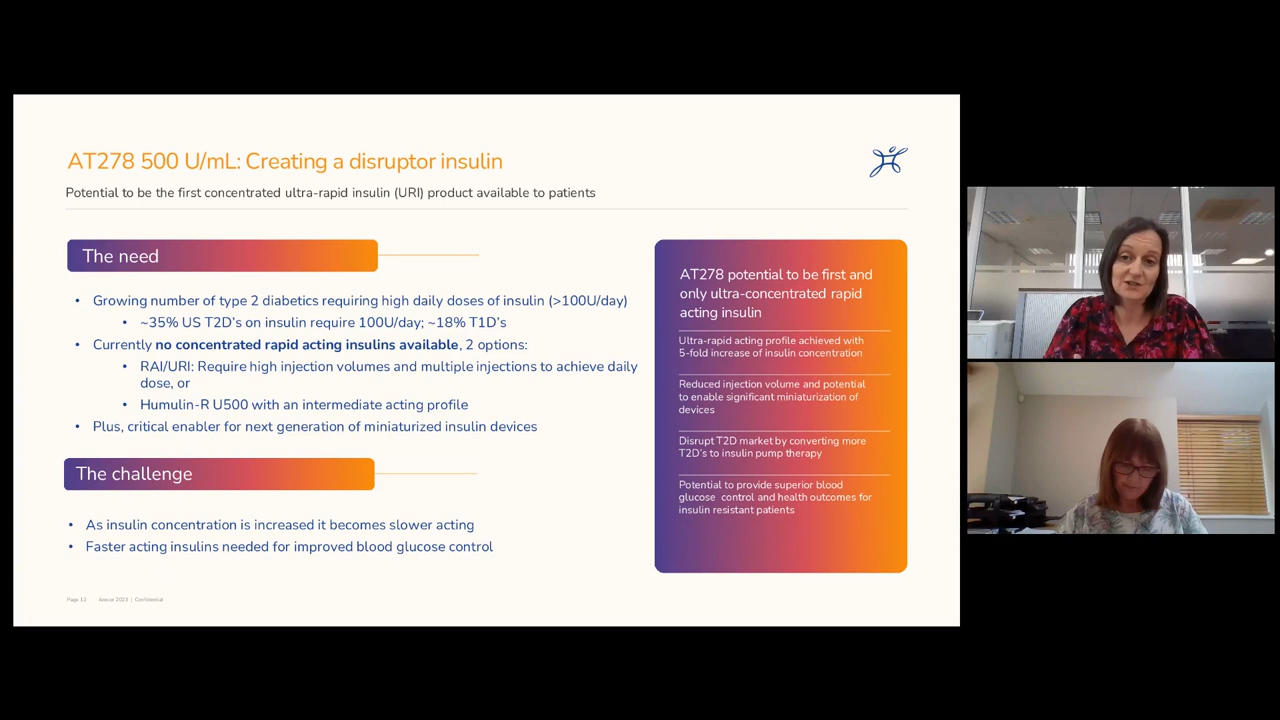 AT278 500 U/mL: Creating a disruptor insulin
Potential to be the first concentrated ultra-rapid insulin (URI) product available to patients
The need
• Growing number of type 2 diabetics requiring high daily doses of insulin (>100U/day)
• ~35% US T2D's on insulin require 100U/day; ~18% T1D's
• Currently no concentrated rapid acting insulins available, 2 options:
• RAI/URI: Require high injection volumes and multiple injections to achieve daily
dose, or
• Humulin-R U500 with an intermediate acting profile
• Plus, critical enabler for next generation of miniaturized insulin devices
The challenge
• As insulin concentration is increased it becomes slower acting
• Faster acting insulins needed for improved blood glucose control
AT278 potential to be first and
only ultra-concentrated rapid
acting insulin
Ultra-rapid acting profile achieved with
5-fold increase of insulin concentration
Reduced injection volume and potential
to enable significant miniaturization of
devices
Disrupt T2D market by converting more
T2D's to insulin pump therapy
Potential to provide superior blood
glucose control and health outcomes for
insulin resistant patients
Page 12 Arecor 2023 | Confidential